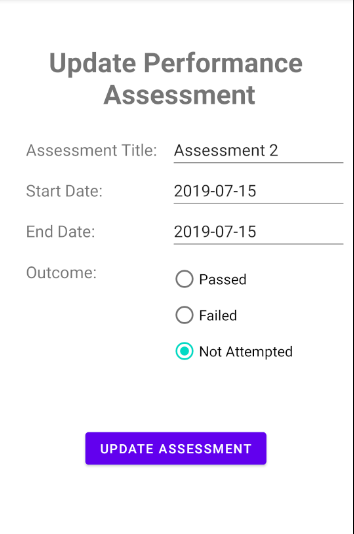 Update Performance
Assessment
Assessment Title: Assessment 2
Start Date: 2019-07-15
End Date: 2019-07-15
Outcome:
Passed
Failed
Not Attempted
UPDATE ASSESSMENT